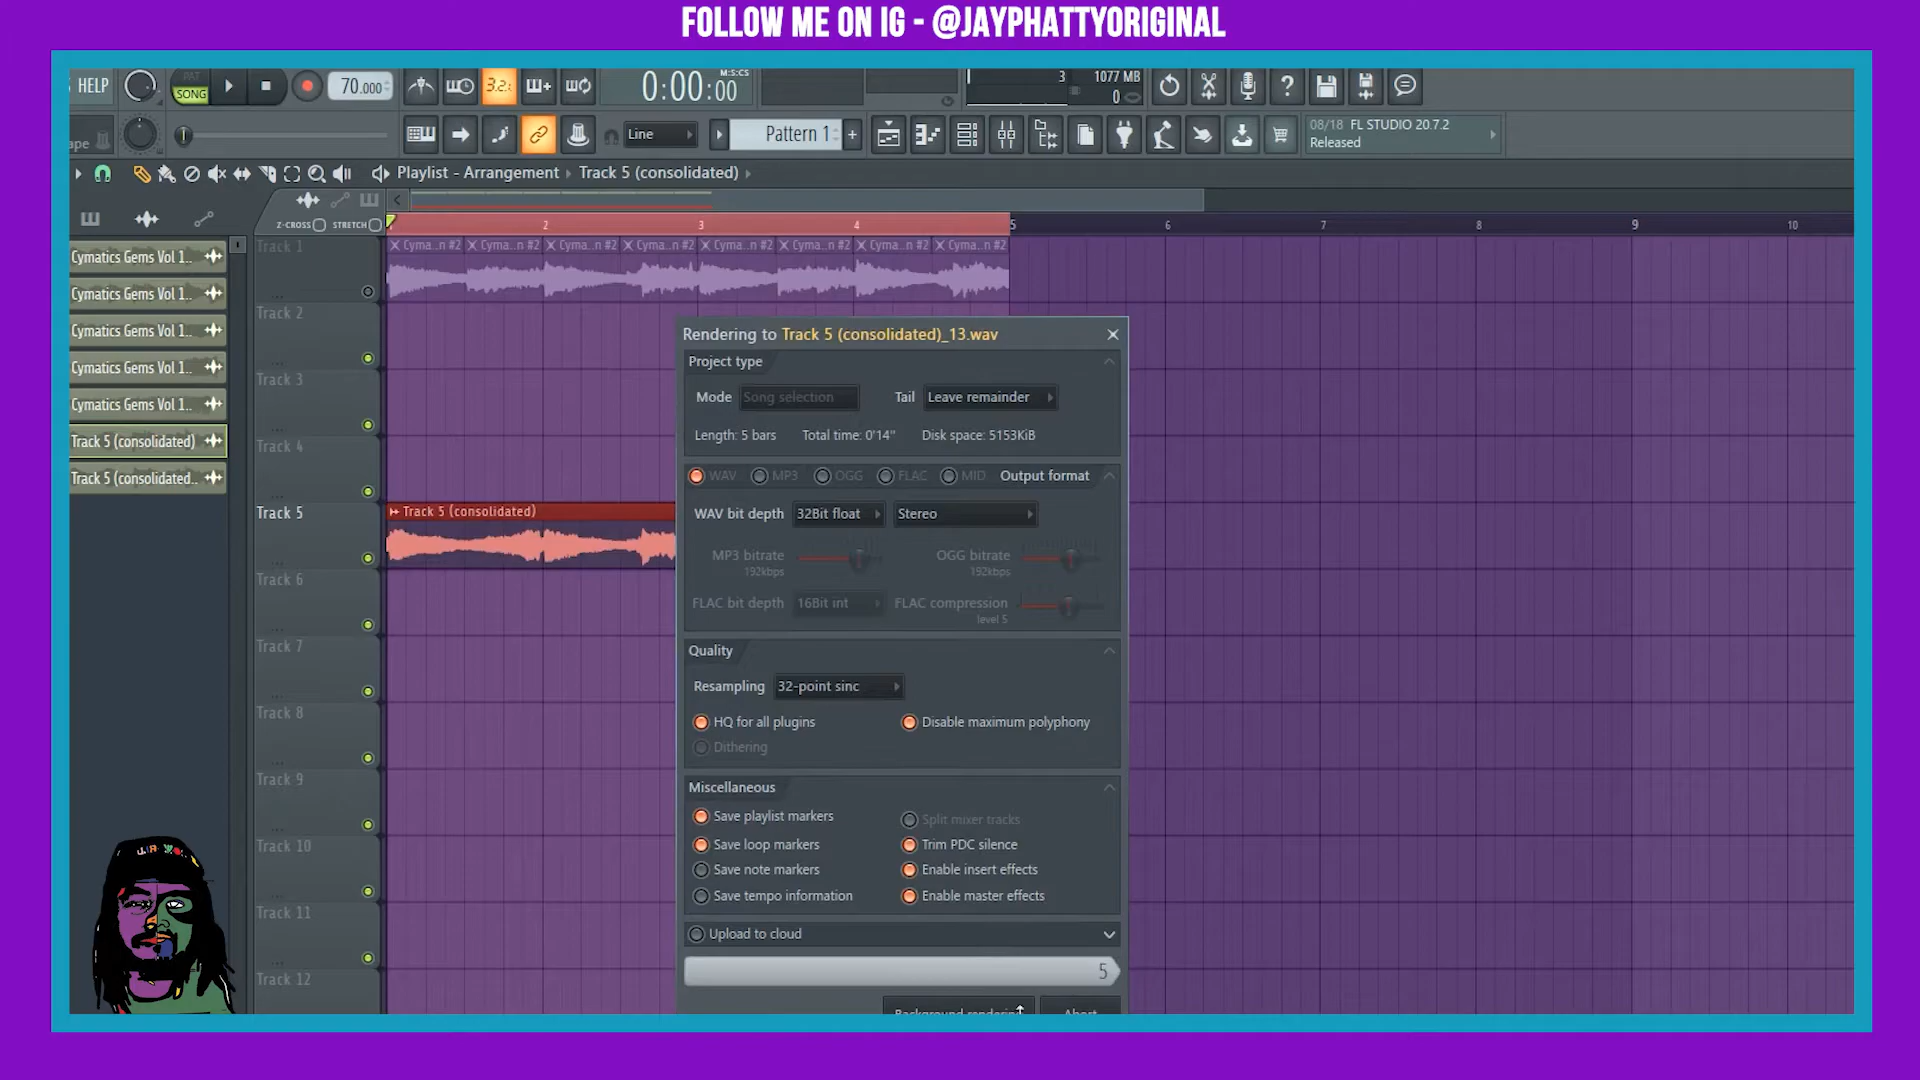 FOLLOW ME ON IG - @JAYPHATTYORIGINAL
HELP
PAT
SONG
70.000
3.2.
0:00:00
M:S:CS
3
1077 MB
0
Line
Pattern 1
08/18 FL STUDIO 20.7.2
Released
Playlist - Arrangement
Track 5 (consolidated)
Z-CROSS
STRETCH
2
3
4
5
6
7
8
9
10
Cymatics Gems Vol 1..
Cymatics Gems Vol 1..
Cymatics Gems Vol 1..
Cymatics Gems Vol 1..
Cymatics Gems Vol 1..
Track 5 (consolidated)
Track 5 (consolidated..
Track 1
Cyma...n #2 Cyma...n #2 Cyma...n #2 Cyma...n #2 Cyma...n #2 Cyma...n #2 Cyma...n #2 Cyma...n #2
Track 2
Track 3
Track 4
Track 5
Track 5 (consolidated)
Track 6
Track 7
Track 8
Track 9
Track 10
Track 11
Track 12
Rendering to Track 5 (consolidated)_13.wav
Project type
Mode Song selection Tail Leave remainder
Length: 5 bars Total time: 0'14" Disk space: 5153KiB
WAV MP3 OGG FLAC MID Output format
WAV bit depth 32Bit float Stereo
MP3 bitrate
192kbps
OGG bitrate
192kbps
FLAC bit depth 16Bit int FLAC compression
level 5
Quality
Resampling 32-point sinc
HQ for all plugins Disable maximum polyphony
Dithering
Miscellaneous
Save playlist markers Split mixer tracks
Save loop markers Trim PDC silence
Save note markers Enable insert effects
Save tempo information Enable master effects
Upload to cloud
5
Background rendering Abort